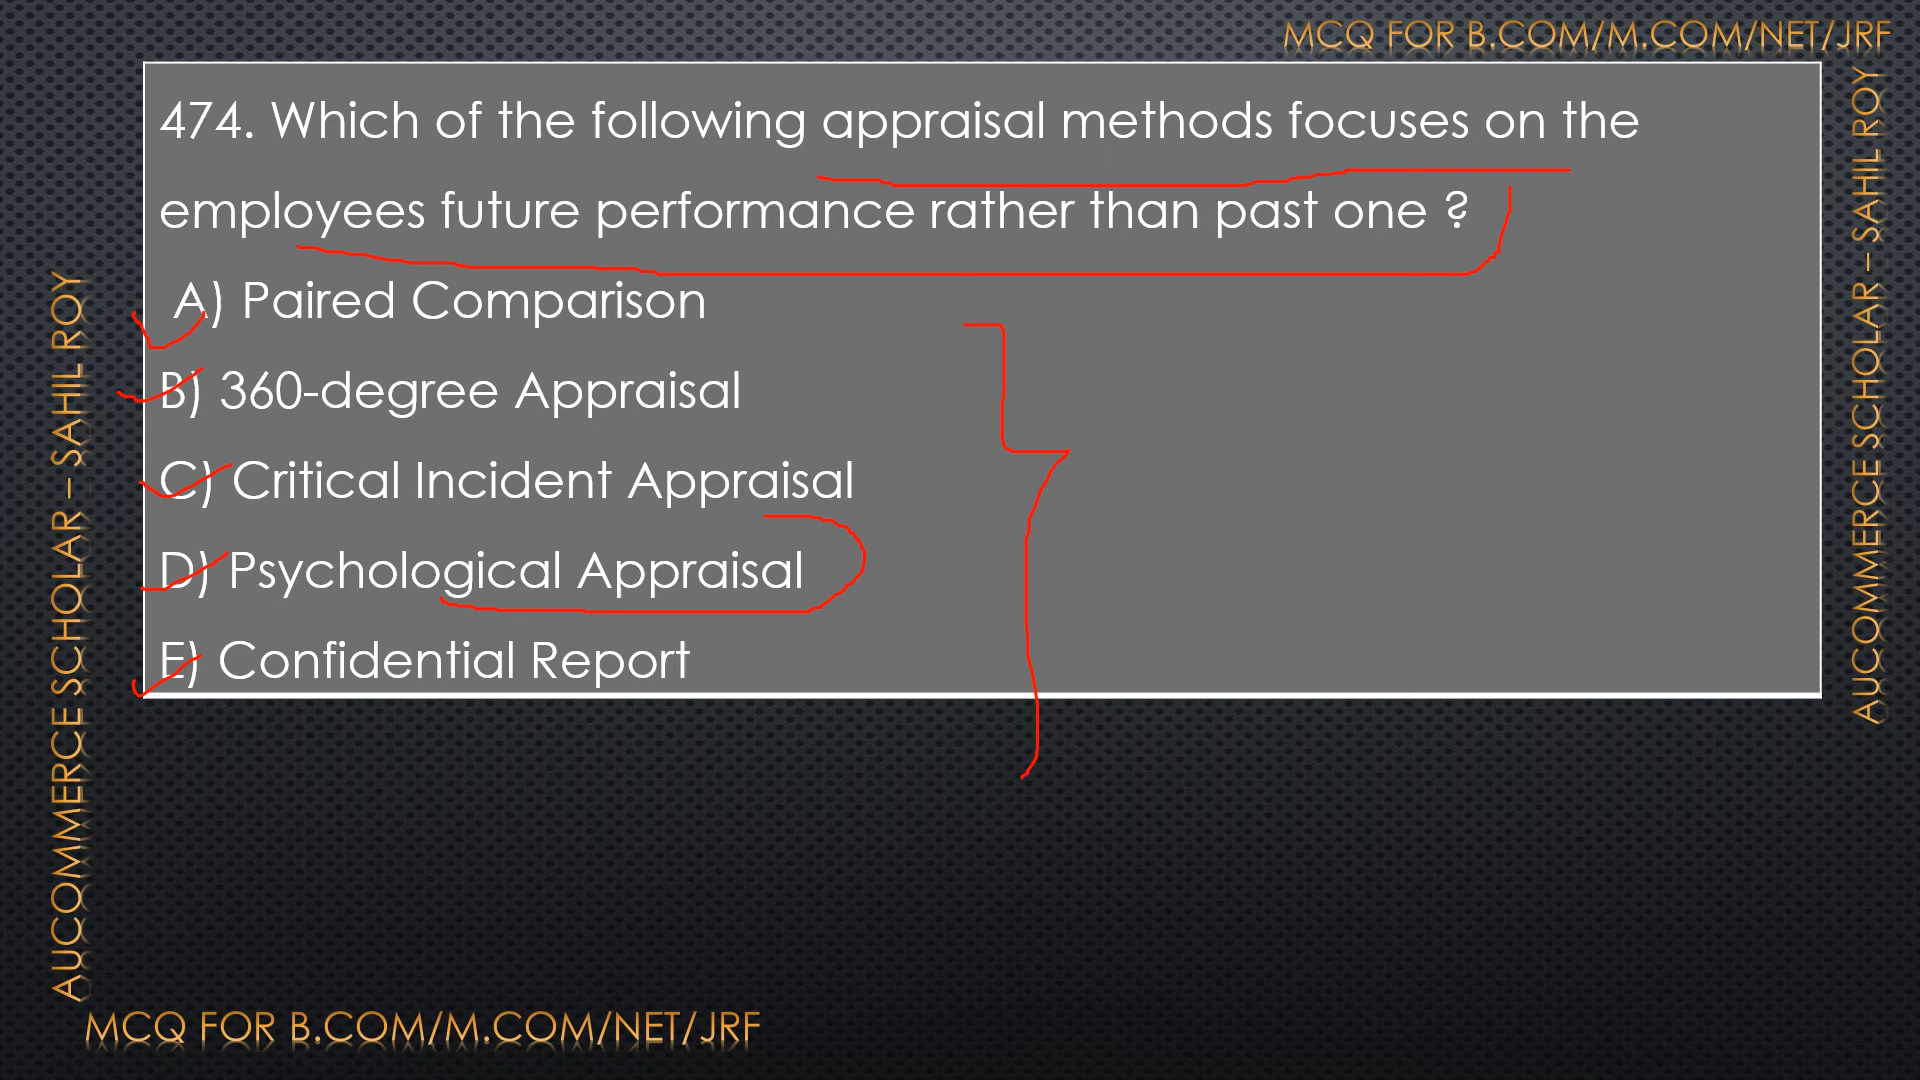 MCQ FOR B.COM/M.COM/NET/JRF
474. Which of the following appraisal methods focuses on the
employees future performance rather than past one ?
A) Paired Comparison
B) 360-degree Appraisal
C) Critical Incident Appraisal
D) Psychological Appraisal
E) Confidential Report
AUCOMMERCE SCHOLAR – SAHIL ROY
AUCOMMERCE SCHOLAR – SAHIL ROY
MCQ FOR B.COM/M.COM/NET/JRF